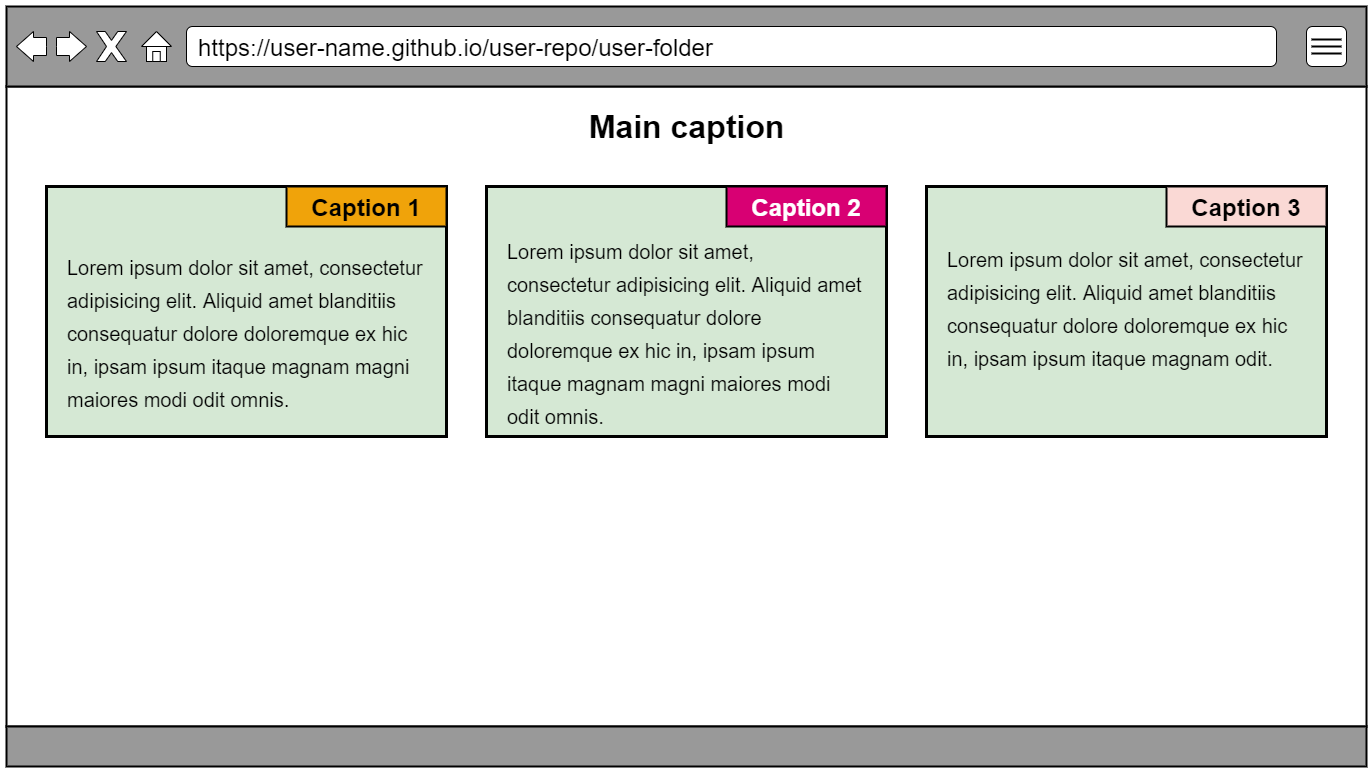 https://user-name.github.io/user-repo/user-folder
Main caption
Caption 1
Lorem ipsum dolor sit amet, consectetur
adipisicing elit. Aliquid amet blanditiis
consequatur dolore doloremque ex hic
in, ipsam ipsum itaque magnam magni
maiores modi odit omnis.
Caption 2
Lorem ipsum dolor sit amet,
consectetur adipisicing elit. Aliquid amet
blanditiis consequatur dolore
doloremque ex hic in, ipsam ipsum
itaque magnam magni maiores modi
odit omnis.
Caption 3
Lorem ipsum dolor sit amet, consectetur
adipisicing elit. Aliquid amet blanditiis
consequatur dolore doloremque ex hic
in, ipsam ipsum itaque magnam odit.